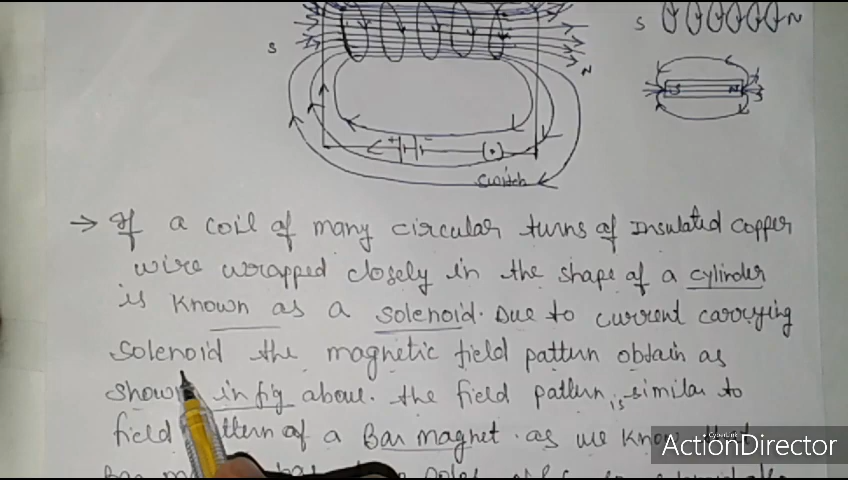 S N
S N
S
N
+ -
switch
→ If a coil of many circular turns of Insulated copper
wire wrapped closely in the shape of a cylinder
is known as a solenoid. Due to current carrying
solenoid the magnetic field pattern obtain as
shown in fig above. the field pattern is similar to
field of a Bar magnet. as we know that
CyberLink
ActionDirector